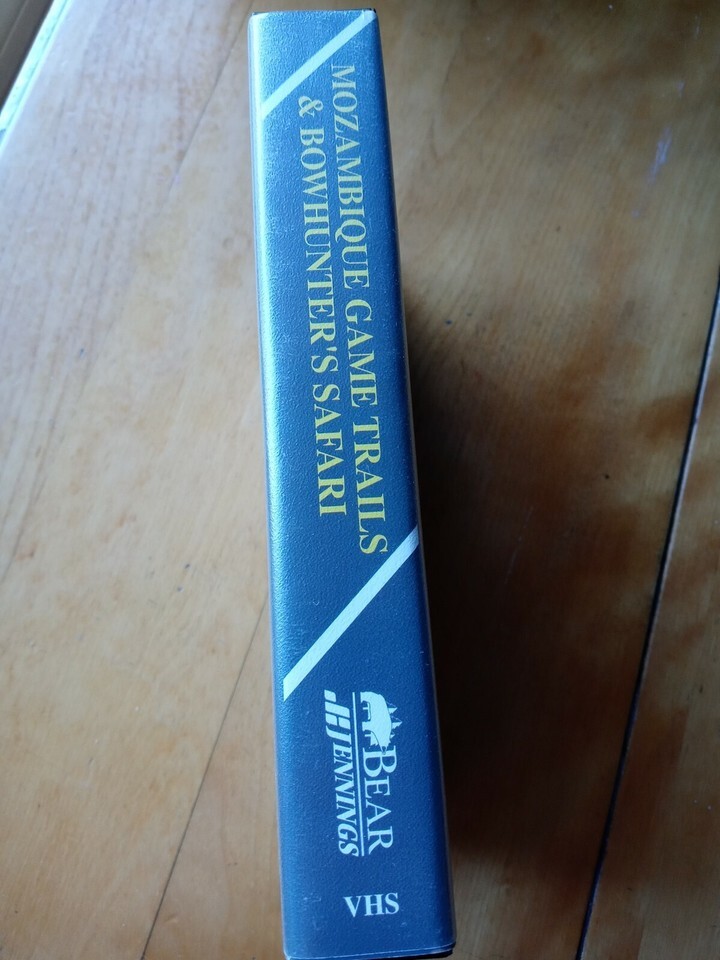 MOZAMBIQUE GAME TRAILS
& BOWHUNTER'S SAFARI
BEAR
JENNINGS
VHS